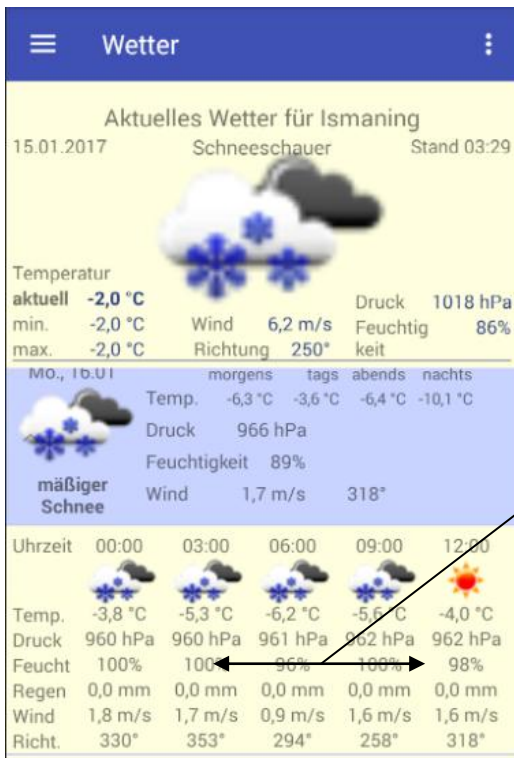 Wetter
Aktuelles Wetter für Ismaning
15.01.2017 Schneeschauer Stand 03:29
Temperatur
aktuell -2,0 °C Druck 1018 hPa
min. -2,0 °C Wind 6,2 m/s Feuchtig 86%
max. -2,0 °C Richtung 250° keit
Mo., 16.01 morgens tags abends nachts
Temp. -6,3 °C -3,6 °C -6,4 °C -10,1 °C
Druck 966 hPa
Feuchtigkeit 89%
mäßiger Schnee Wind 1,7 m/s 318°
Uhrzeit 00:00 03:00 06:00 09:00 12:00
Temp. -3,8 °C -5,3 °C -6,2 °C -5,6 °C -4,0 °C
Druck 960 hPa 960 hPa 961 hPa 962 hPa 962 hPa
Feucht 100% 100% 96% 100% 98%
Regen 0,0 mm 0,0 mm 0,0 mm 0,0 mm 0,0 mm
Wind 1,8 m/s 1,7 m/s 0,9 m/s 1,6 m/s 1,6 m/s
Richt. 330° 353° 294° 258° 318°